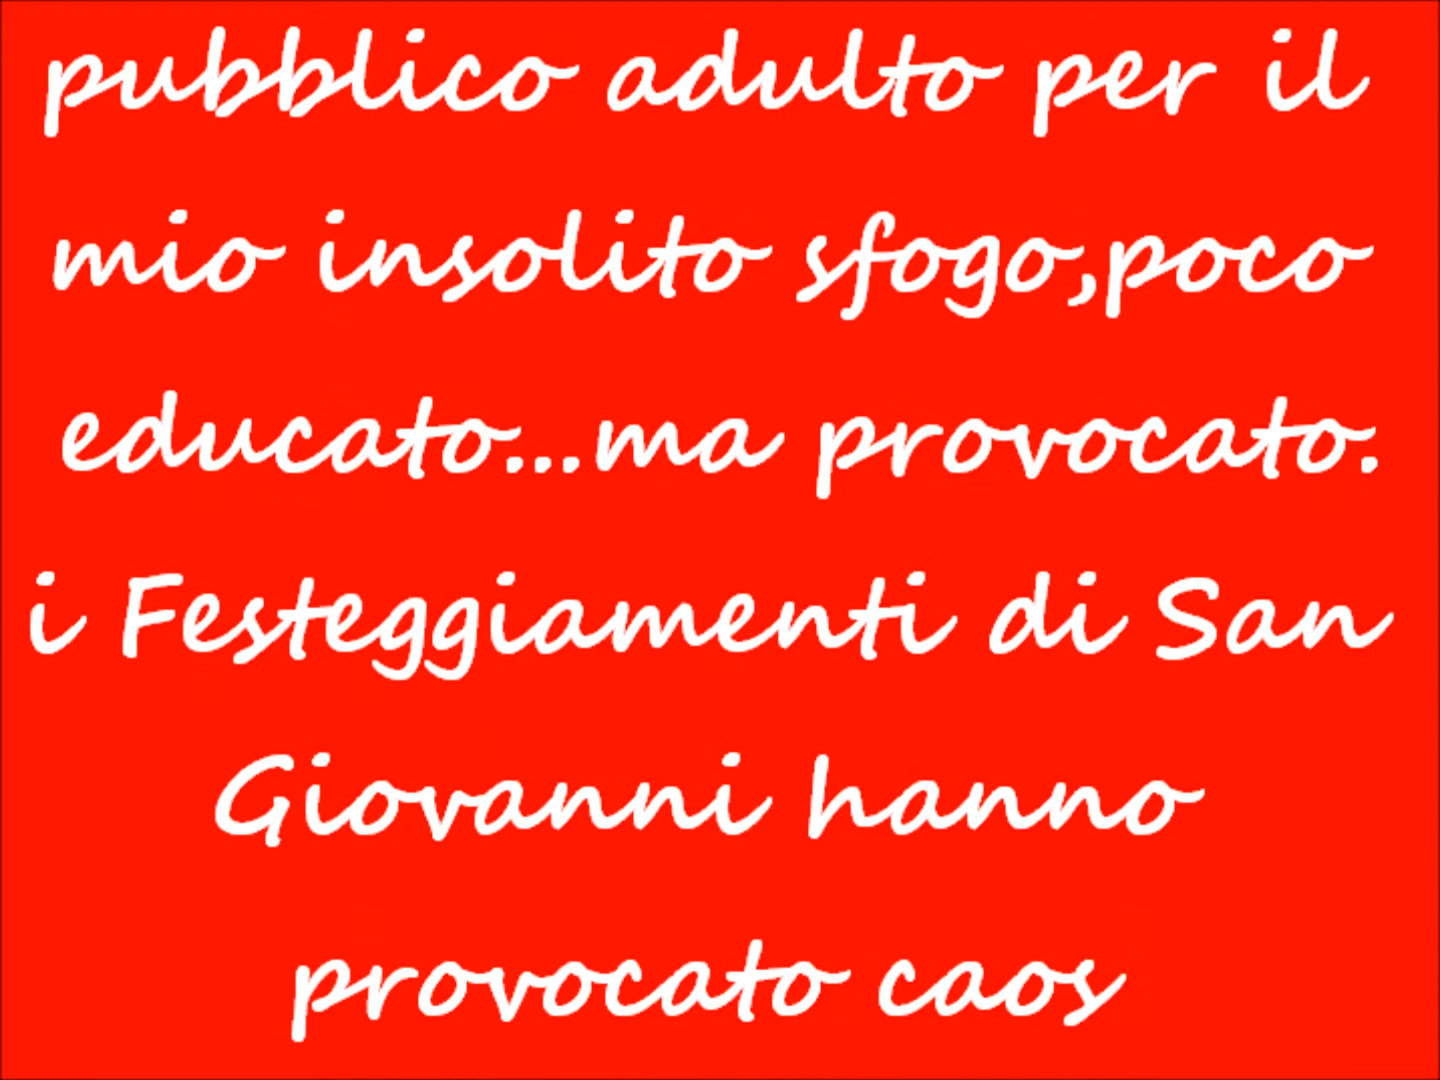 pubblico adulto per il
mio insolito sfogo,poco
educato...ma provocato.
i Festeggiamenti di San
Giovanni hanno
provocato caos